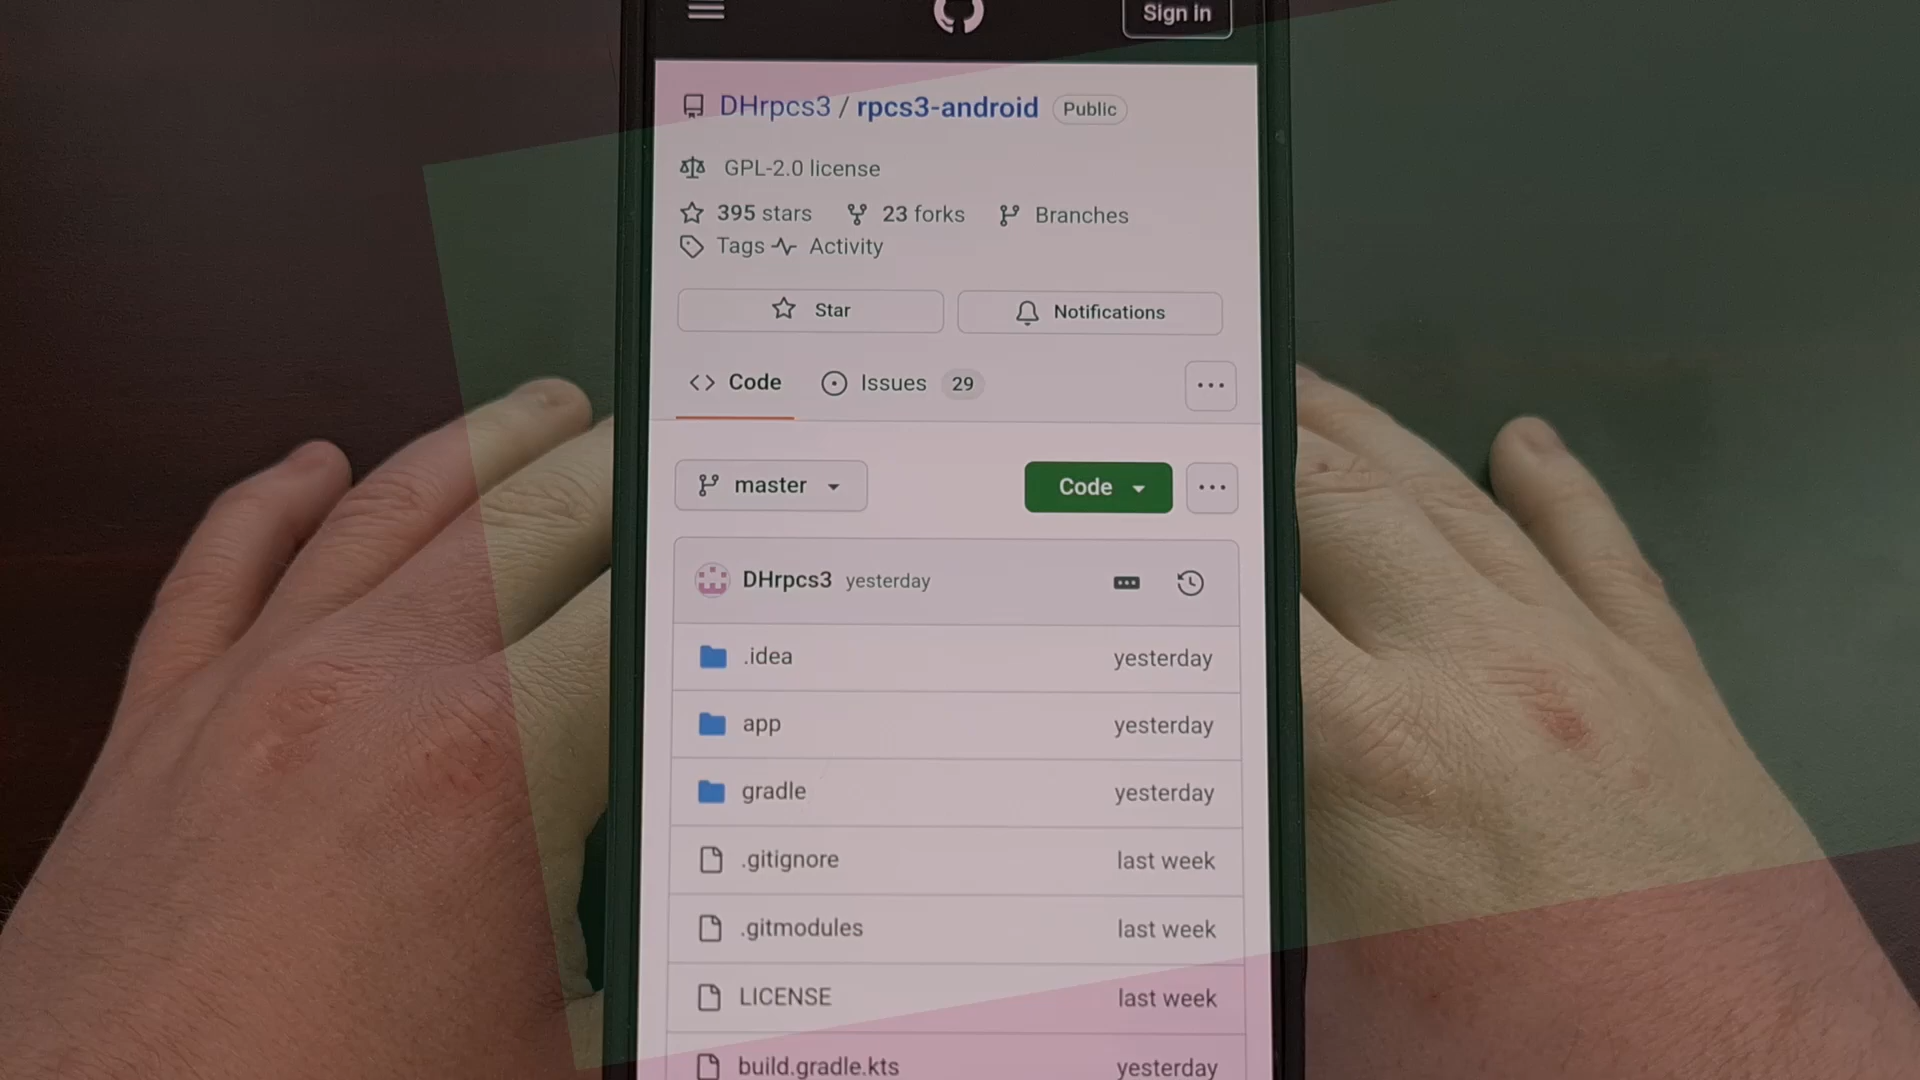 Sign in
DHrpcs3 / rpcs3-android Public
GPL-2.0 license
395 stars 23 forks Branches
Tags Activity
Star Notifications
<> Code Issues 29
master Code
DHrpcs3 yesterday
.idea yesterday
app yesterday
gradle yesterday
.gitignore last week
.gitmodules last week
LICENSE last week
build.gradle.kts yesterday